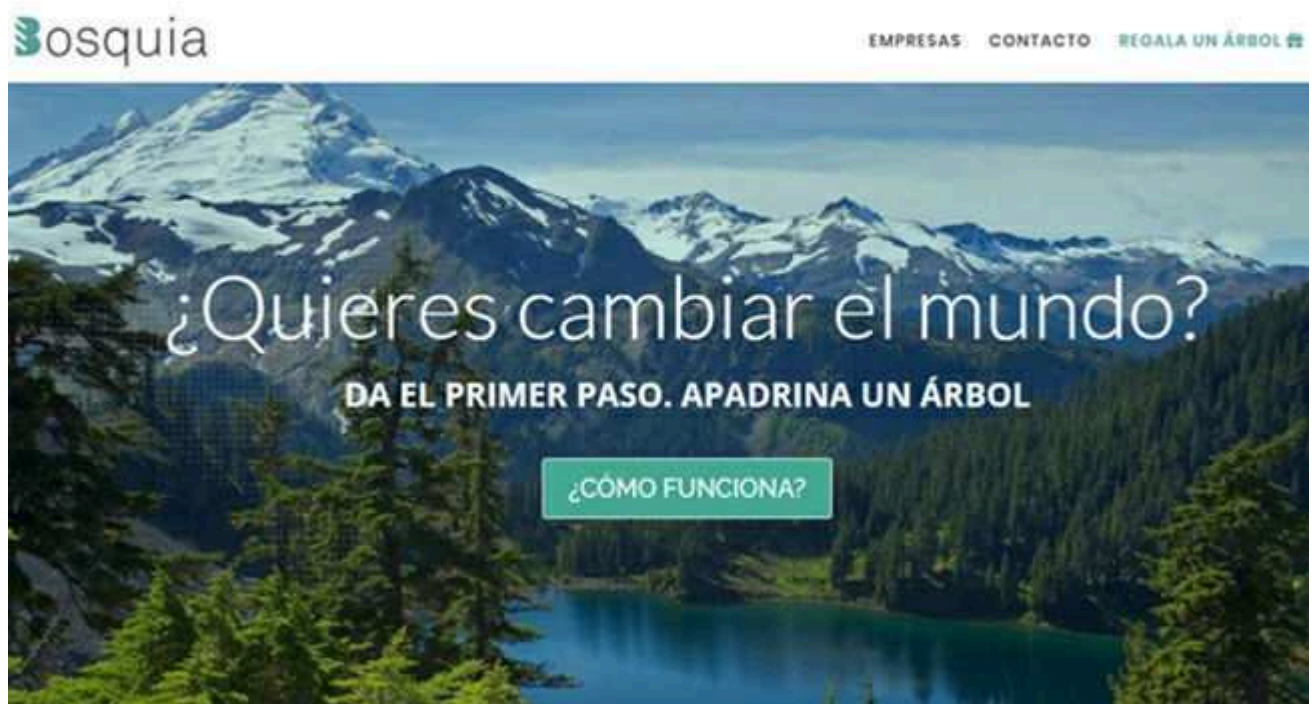 Bosquia
EMPRESAS CONTACTO REGALA UN ÁRBOL
¿Quieres cambiar el mundo?
DA EL PRIMER PASO. APADRINA UN ÁRBOL
¿CÓMO FUNCIONA?